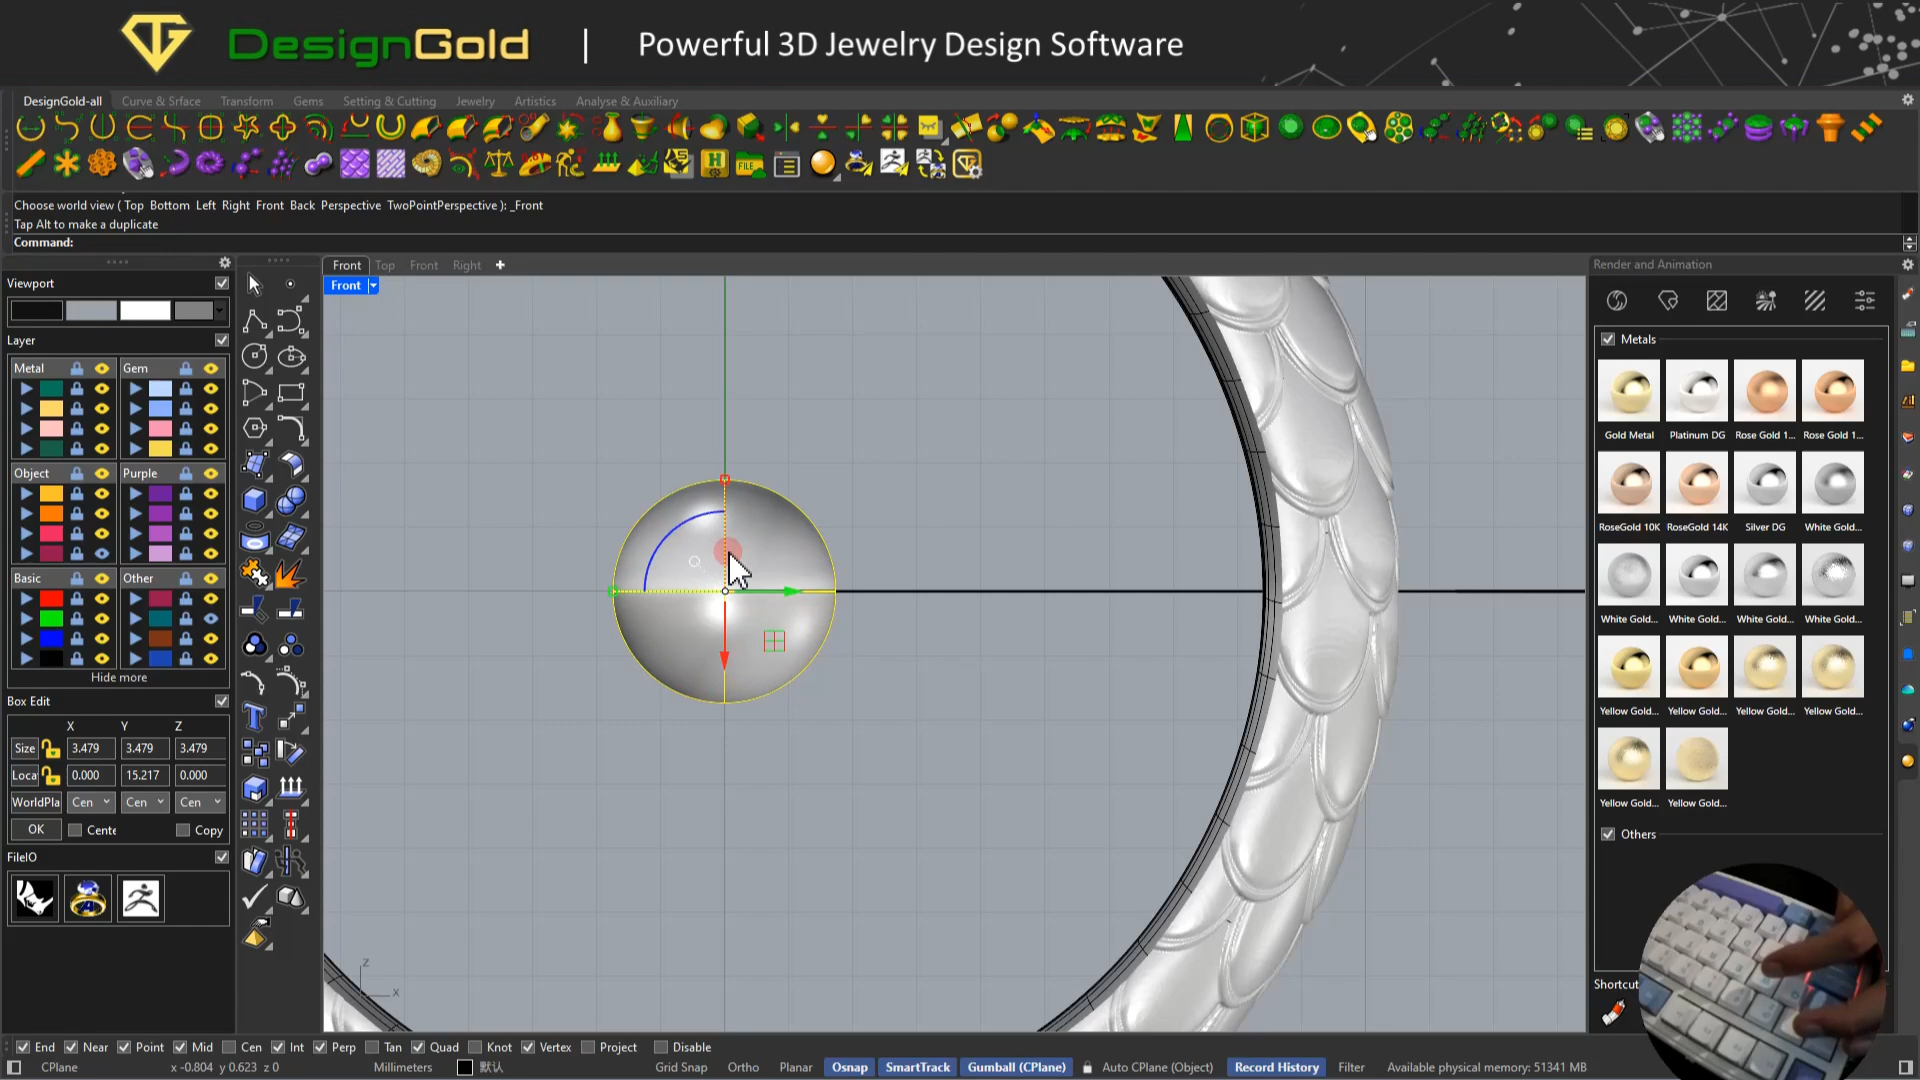 DesignGold | Powerful 3D Jewelry Design Software
DesignGold-all Curve & Srface Transform Gems Setting & Cutting Jewelry Artistics Analyse & Auxiliary
Choose world view ( Top Bottom Left Right Front Back Perspective TwoPointPerspective ): _Front
Tap Alt to make a duplicate
Command:
Front Top Front Right
Front
Render and Animation
Viewport
Layer
Metal Gem
Object Purple
Basic Other
Hide more
Box Edit
X Y Z
Size 3.479 3.479 3.479
Loca 0.000 15.217 0.000
WorldPla Cen Cen Cen
OK Cente Copy
FileIO
FILE
Metals
Gold Metal Platinum DG Rose Gold 1... Rose Gold 1...
RoseGold 10K RoseGold 14K Silver DG White Gold...
White Gold... White Gold... White Gold... White Gold...
Yellow Gold... Yellow Gold... Yellow Gold... Yellow Gold...
Yellow Gold... Yellow Gold...
Others
Shortcut
z
x
End Near Point Mid Cen Int Perp Tan Quad Knot Vertex Project Disable
CPlane x -0.804 y 0.623 z 0 Millimeters 默认 Grid Snap Ortho Planar Osnap SmartTrack Gumball (CPlane) Auto CPlane (Object) Record History Filter Available physical memory: 51341 MB